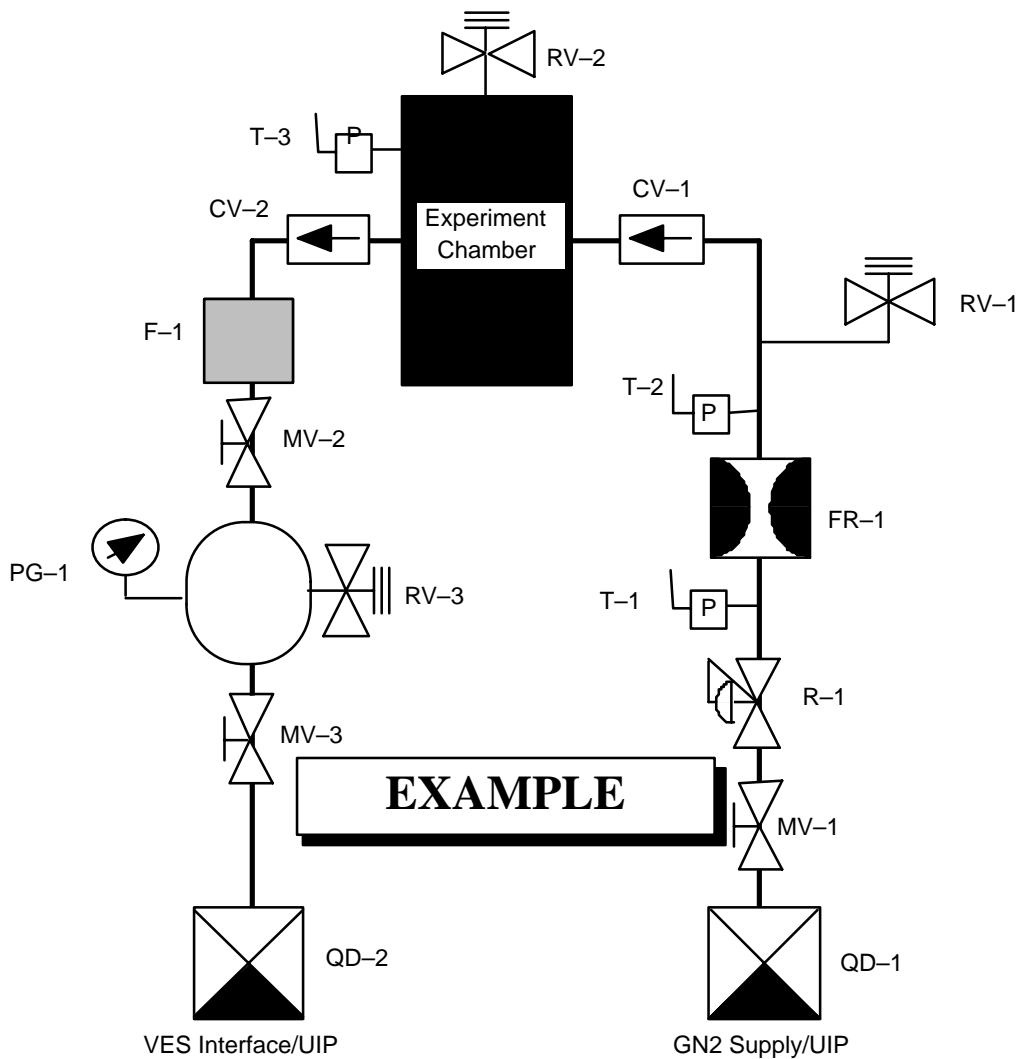 RV–2
T–3
P
CV–2
CV–1
Experiment
Chamber
RV–1
F–1
T–2
P
MV–2
FR–1
PG–1
RV–3
T–1
P
R–1
MV–3
EXAMPLE
MV–1
QD–2
QD–1
VES Interface/UIP
GN2 Supply/UIP